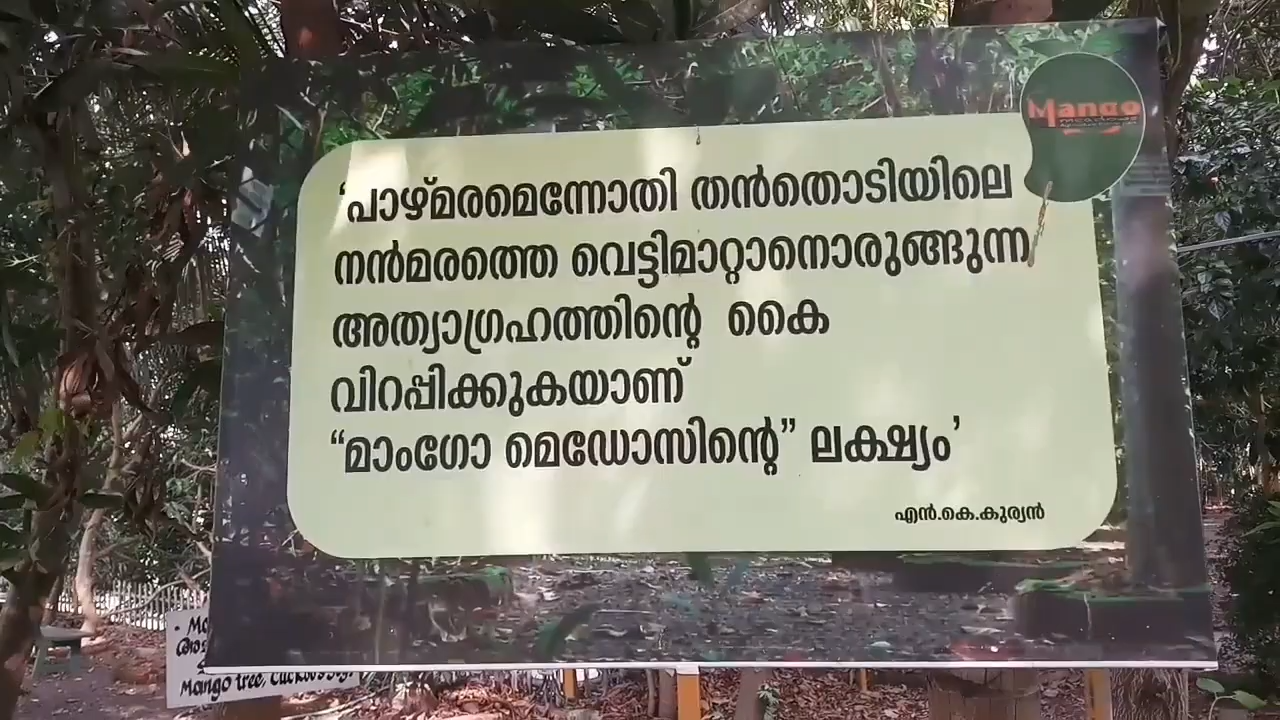 Mango
‘പാഴ്മരമെന്നോതി തൻതൊടിയിലെ
നൻമരത്തെ വെട്ടിമാറ്റാനൊരുങ്ങുന്ന
അത്യാഗ്രഹത്തിന്റെ കൈ
വിറപ്പിക്കുകയാണ്
“മാംഗോ മെഡോസിന്റെ” ലക്ഷ്യം’
എൻ.കെ.കുര്യൻ
Mango tree,